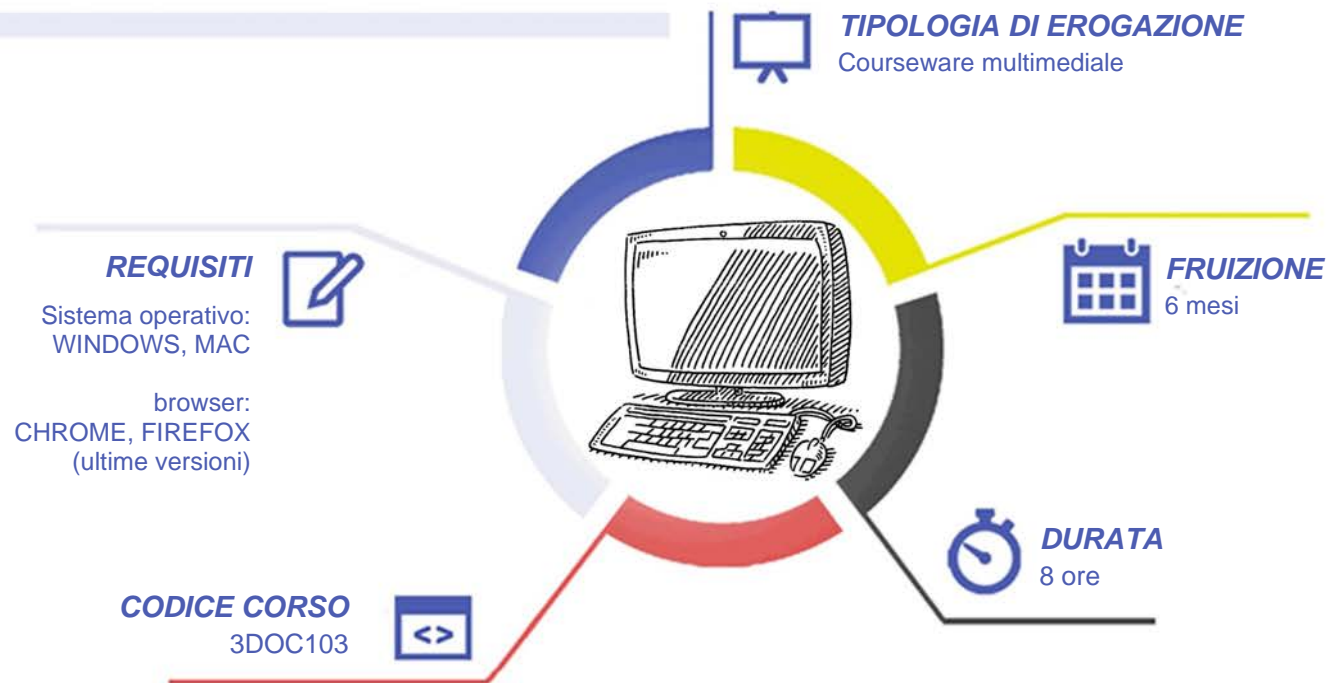 TIPOLOGIA DI EROGAZIONE
Courseware multimediale
REQUISITI
Sistema operativo:
WINDOWS, MAC
browser:
CHROME, FIREFOX
(ultime versioni)
FRUIZIONE
6 mesi
DURATA
8 ore
CODICE CORSO
3DOC103